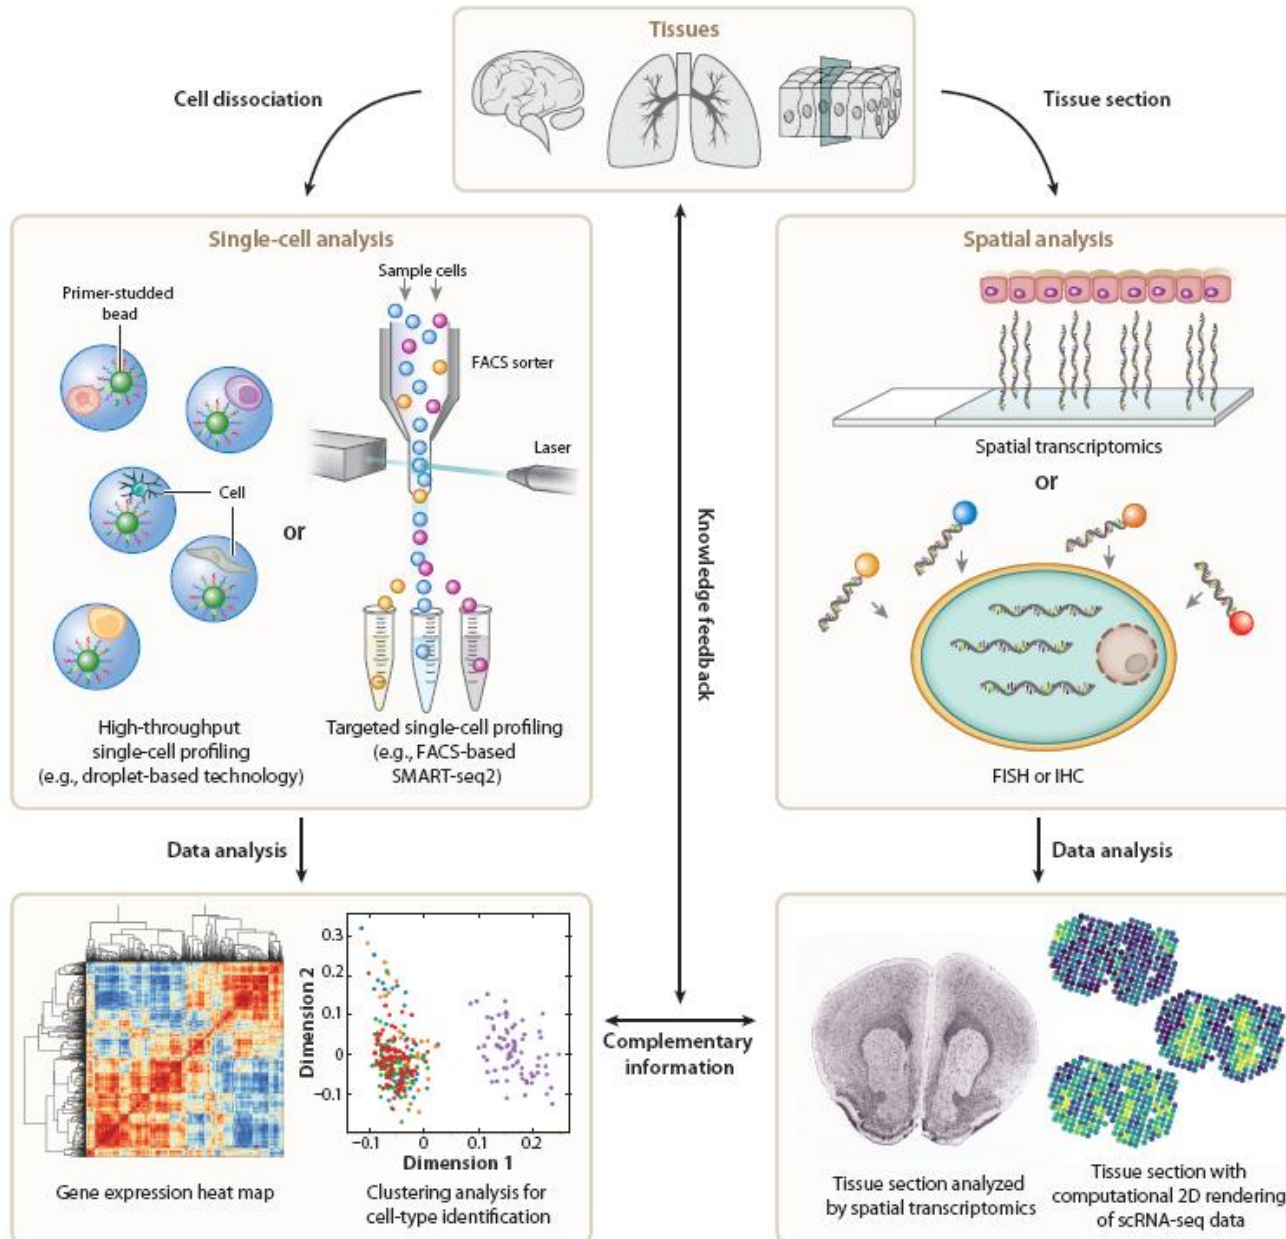 Tissues
Cell dissociation
Tissue section
Single-cell analysis
Sample cells
Primer-studded
bead
FACS sorter
Laser
Cell
or
High-throughput
single-cell profiling
(e.g., droplet-based technology)
Targeted single-cell profiling
(e.g., FACS-based
SMART-seq2)
Knowledge feedback
Spatial analysis
Spatial transcriptomics
or
FISH or IHC
Data analysis
Data analysis
Gene expression heat map
0.3
0.2
0.1
0
−0.1
Dimension 2
−0.1
0
0.1
0.2
Dimension 1
Clustering analysis for
cell-type identification
Complementary
information
Tissue section analyzed
by spatial transcriptomics
Tissue section with
computational 2D rendering
of scRNA-seq data